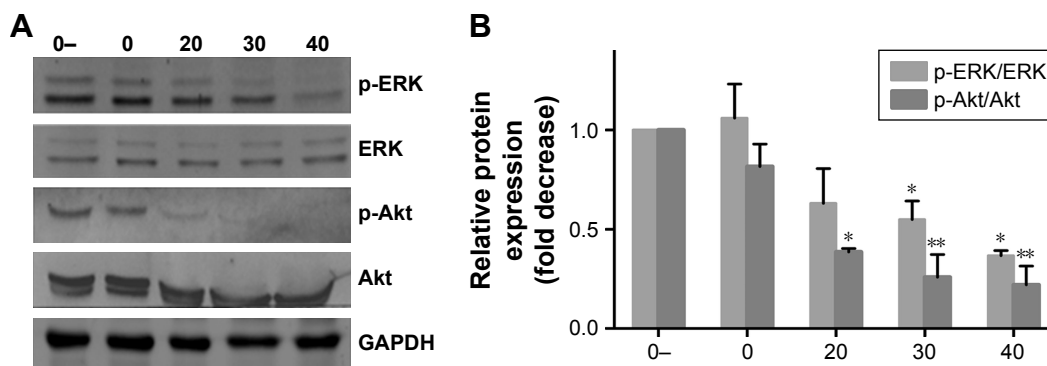 A
0– 0 20 30 40
p-ERK
ERK
p-Akt
Akt
GAPDH
B
Relative protein
expression
(fold decrease)
1.0
0.5
0.0
p-ERK/ERK
p-Akt/Akt
*
*
**
*
**
0– 0 20 30 40